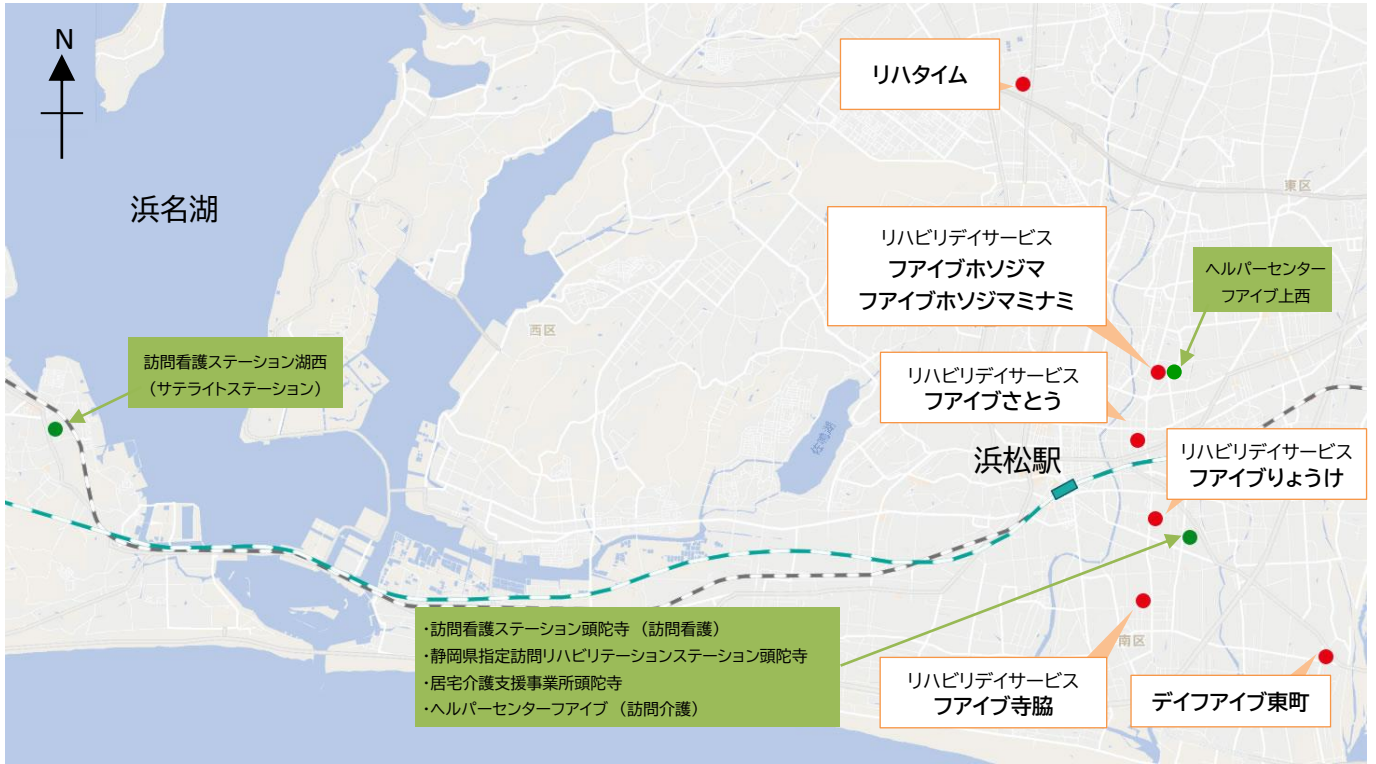 N
浜名湖
リハタイム
東区
リハビリデイサービス
フアイブホソジマ
フアイブホソジマミナミ
ヘルパーセンター
フアイブ上西
西区
訪問看護ステーション湖西
（サテライトステーション）
リハビリデイサービス
フアイブさとう
佐鳴湖
浜松駅
リハビリデイサービス
フアイブりょうけ
・訪問看護ステーション頭陀寺 （訪問看護）
・静岡県指定訪問リハビリテーションステーション頭陀寺
・居宅介護支援事業所頭陀寺
・ヘルパーセンターフアイブ （訪問介護）
南区
リハビリデイサービス
フアイブ寺脇
デイフアイブ東町